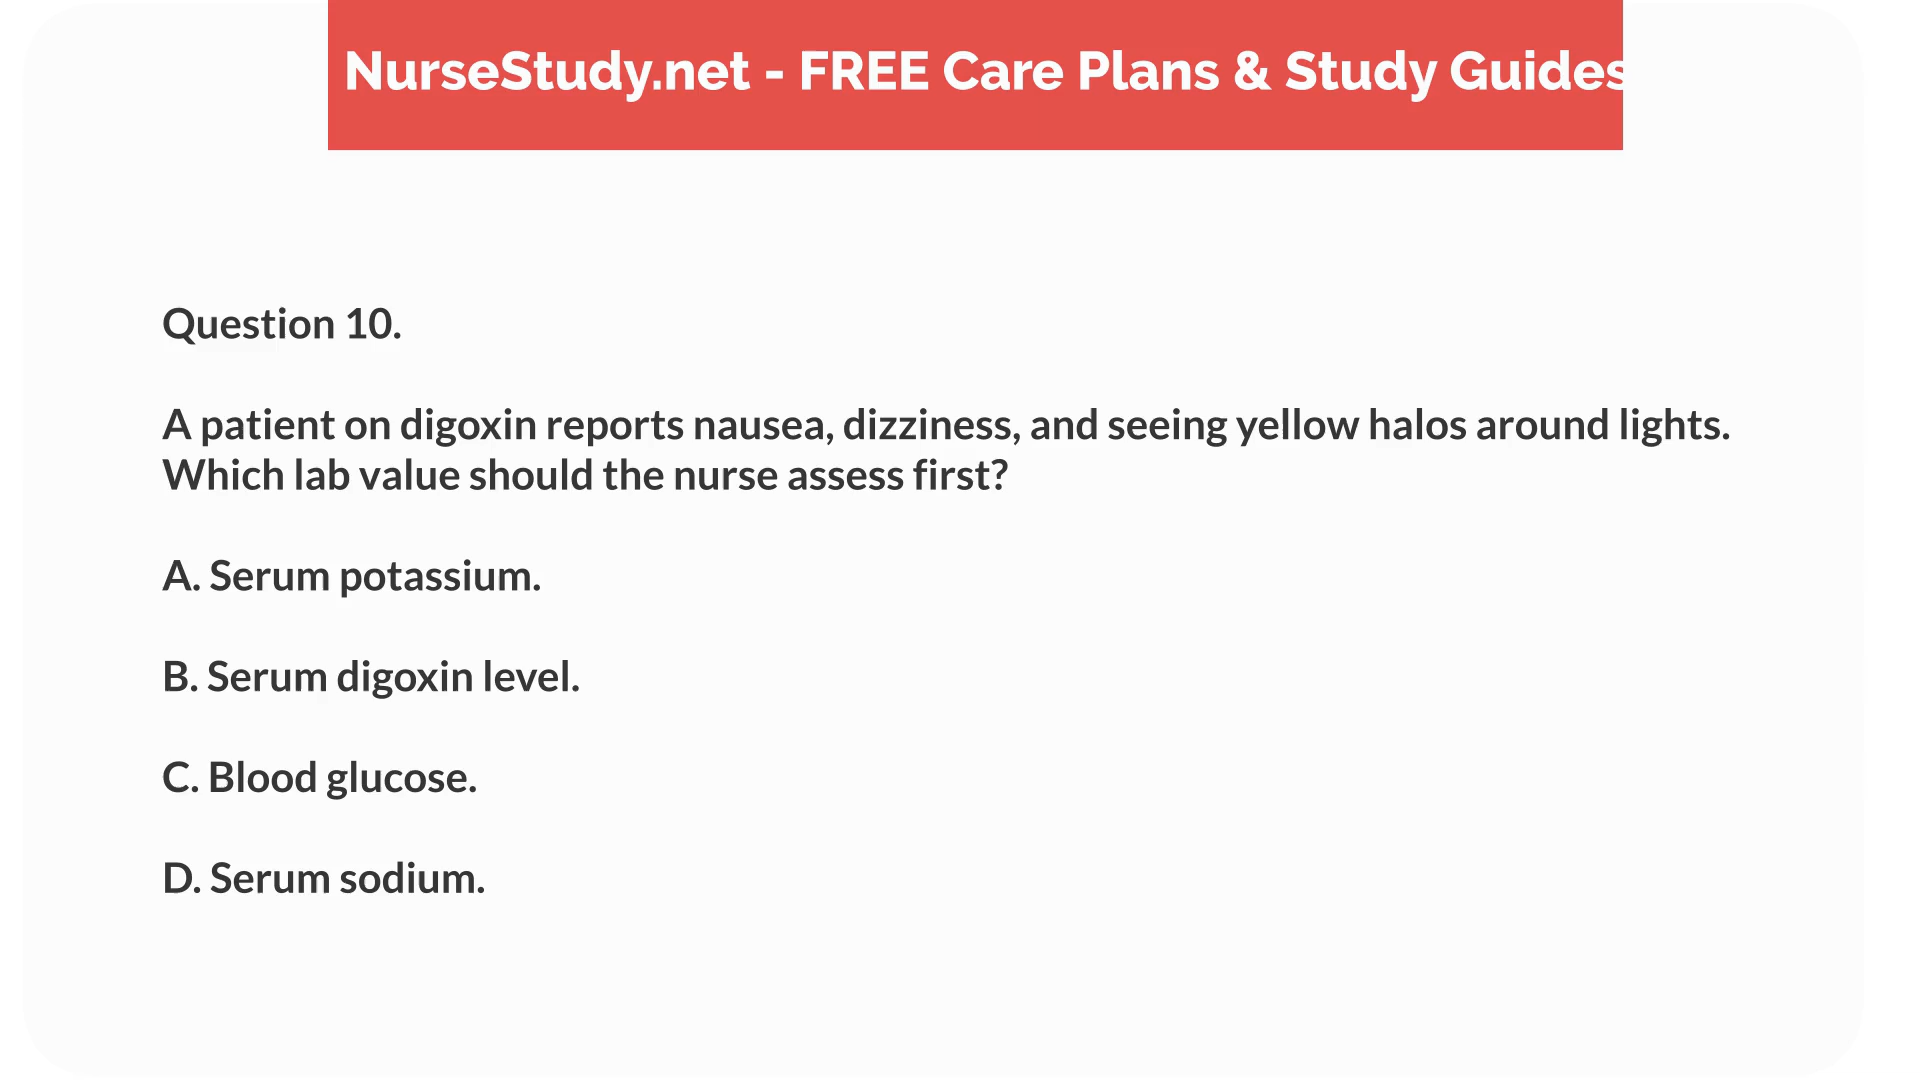 NurseStudy.net - FREE Care Plans & Study Guides
Question 10.
A patient on digoxin reports nausea, dizziness, and seeing yellow halos around lights.
Which lab value should the nurse assess first?
A. Serum potassium.
B. Serum digoxin level.
C. Blood glucose.
D. Serum sodium.